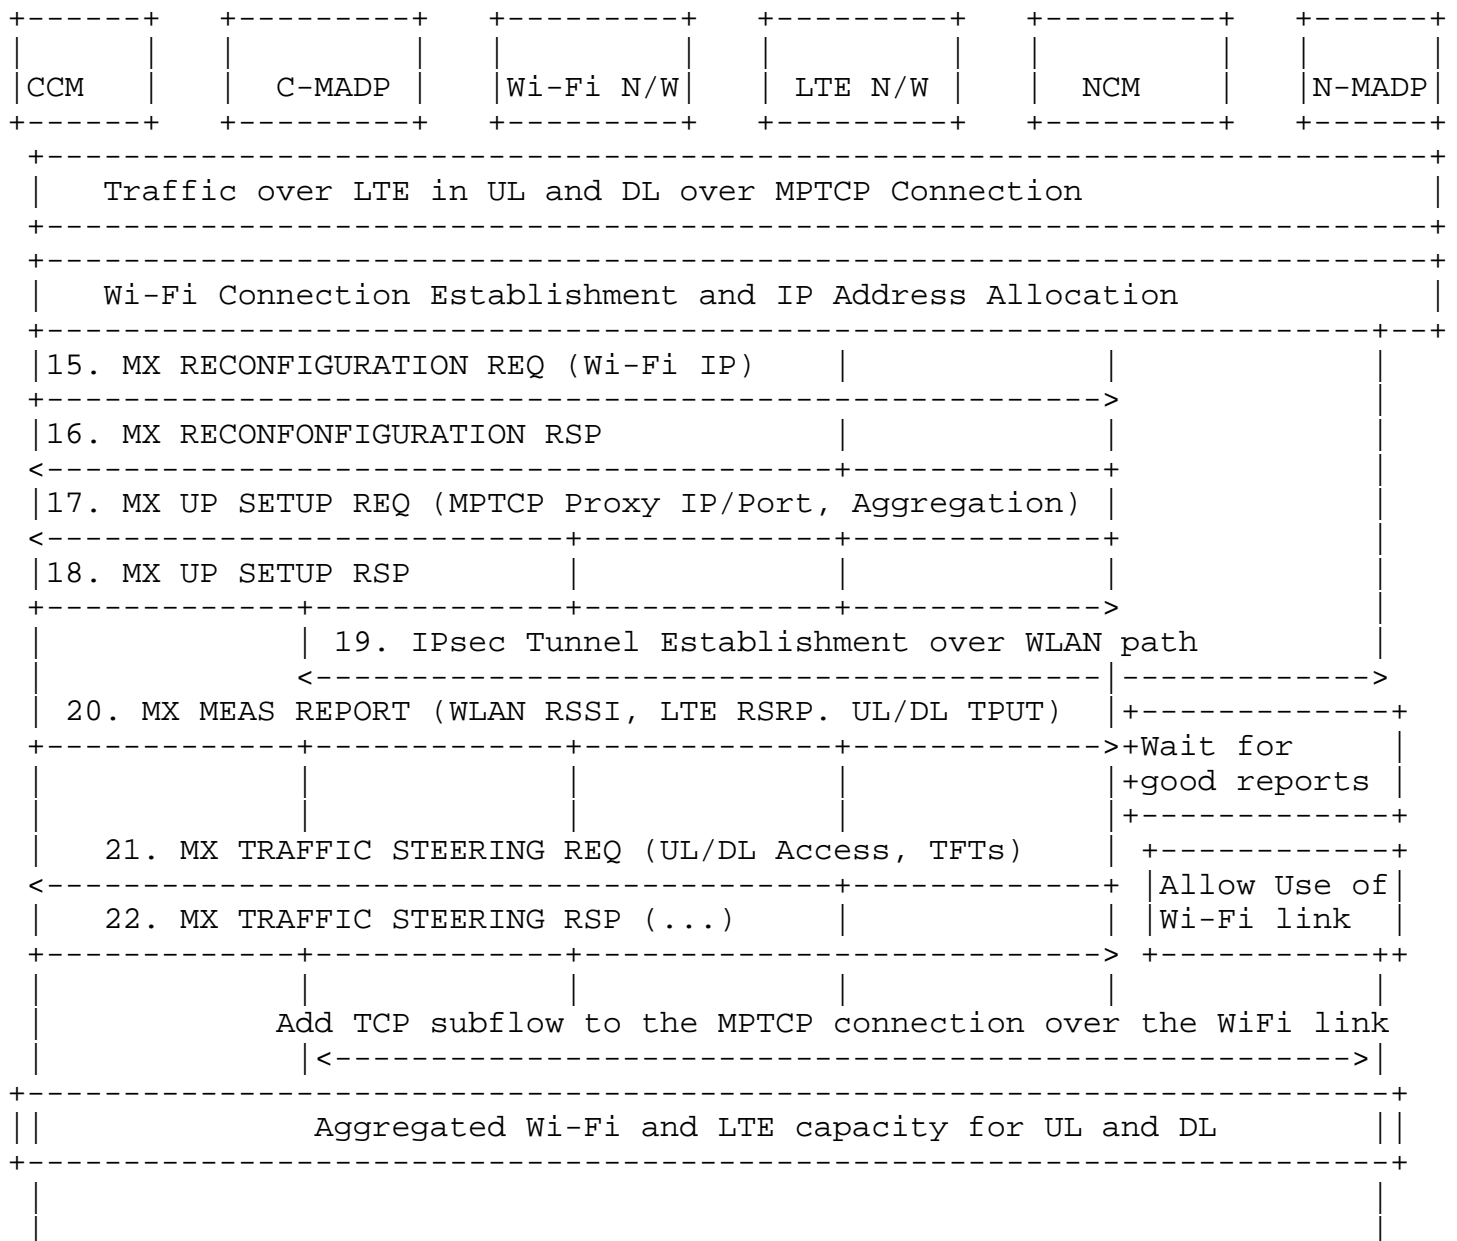 CCM C-MADP Wi-Fi N/W LTE N/W NCM N-MADP
Traffic over LTE in UL and DL over MPTCP Connection
Wi-Fi Connection Establishment and IP Address Allocation
15. MX RECONFIGURATION REQ (Wi-Fi IP)
16. MX RECONFONFIGURATION RSP
17. MX UP SETUP REQ (MPTCP Proxy IP/Port, Aggregation)
18. MX UP SETUP RSP
19. IPsec Tunnel Establishment over WLAN path
20. MX MEAS REPORT (WLAN RSSI, LTE RSRP. UL/DL TPUT)
Wait for
good reports
21. MX TRAFFIC STEERING REQ (UL/DL Access, TFTs)
Allow Use of
22. MX TRAFFIC STEERING RSP (...) Wi-Fi link
Add TCP subflow to the MPTCP connection over the WiFi link
Aggregated Wi-Fi and LTE capacity for UL and DL